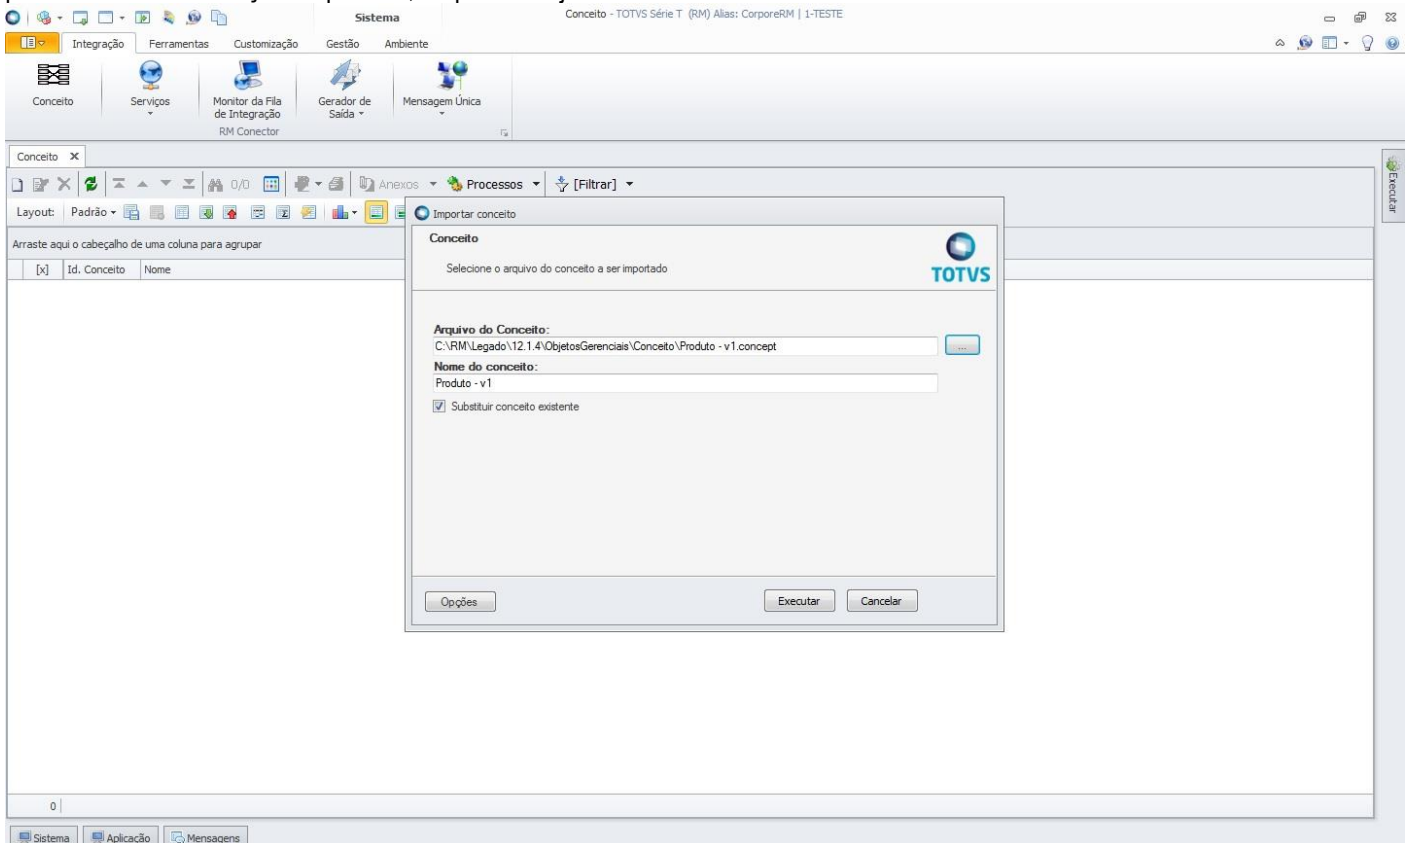 Sistema
Conceito - TOTVS Série T (RM) Alias: CorporeRM | 1-TESTE
Integração Ferramentas Customização Gestão Ambiente
Conceito Serviços Monitor da Fila Gerador de Mensagem Única
de Integração Saída
RM Conector
Conceito X
0/0 Anexos Processos [Filtrar]
Executar
Layout: Padrão
Arraste aqui o cabeçalho de uma coluna para agrupar
[x] Id. Conceito Nome
Importar conceito
Conceito
Selecione o arquivo do conceito a ser importado
TOTVS
Arquivo do Conceito:
C:\RM\Legado\12.1.4\ObjetosGerenciais\Conceito\Produto - v1.concept
...
Nome do conceito:
Produto - v1
Substituir conceito existente
Opções Executar Cancelar
0
Sistema Aplicação Mensagens